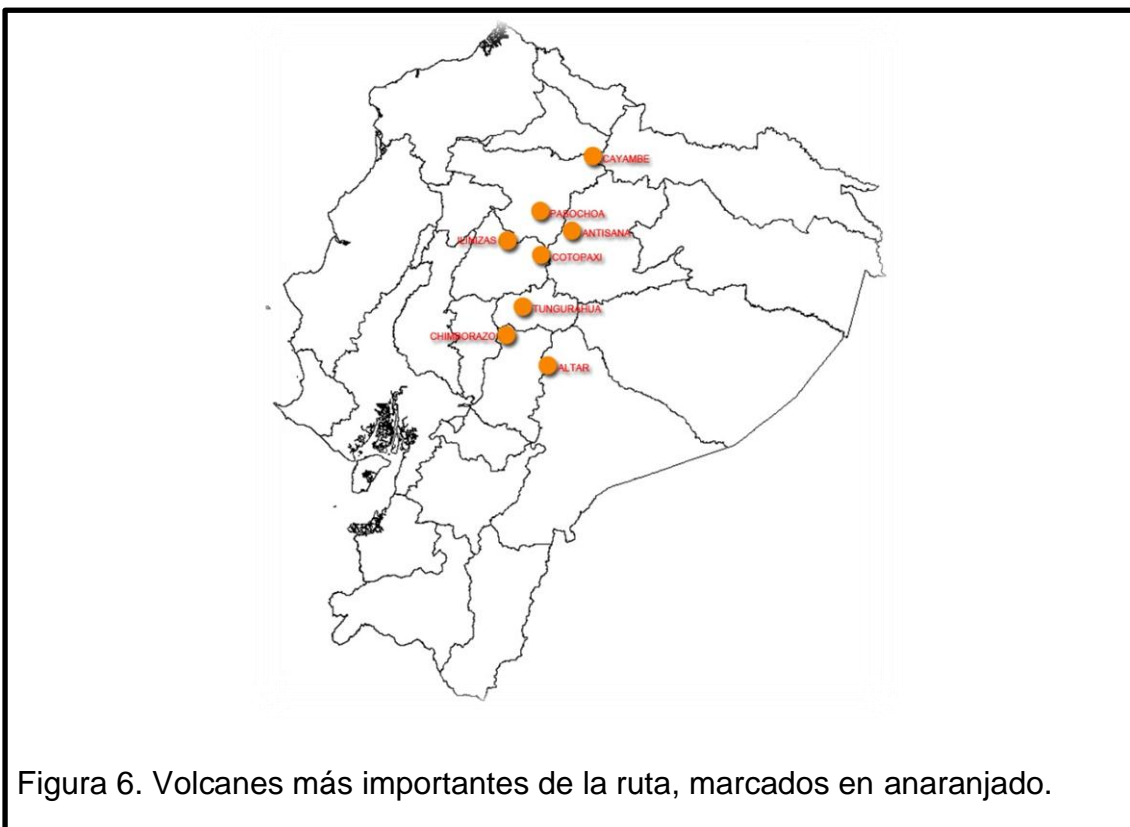 CAYAMBE
PASOCHOA
ANTISANA
ILINIZAS
COTOPAXI
TUNGURAHUA
CHIMBORAZO
ALTAR
Figura 6. Volcanes más importantes de la ruta, marcados en anaranjado.